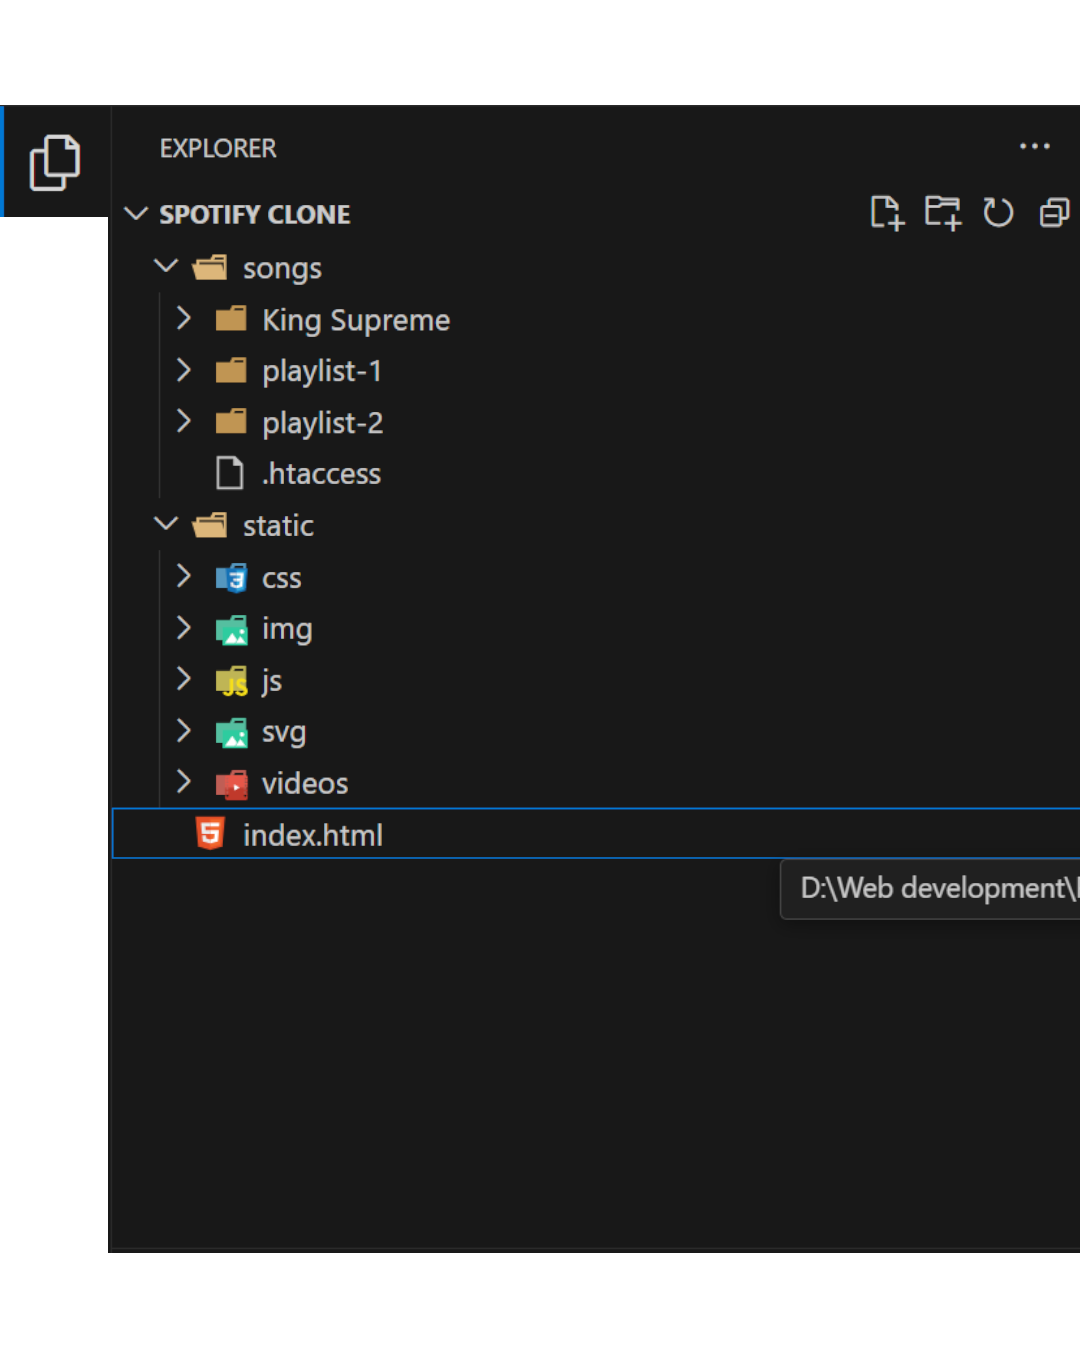 EXPLORER
SPOTIFY CLONE
songs
King Supreme
playlist-1
playlist-2
.htaccess
static
css
img
js
svg
videos
index.html
D:\Web development\